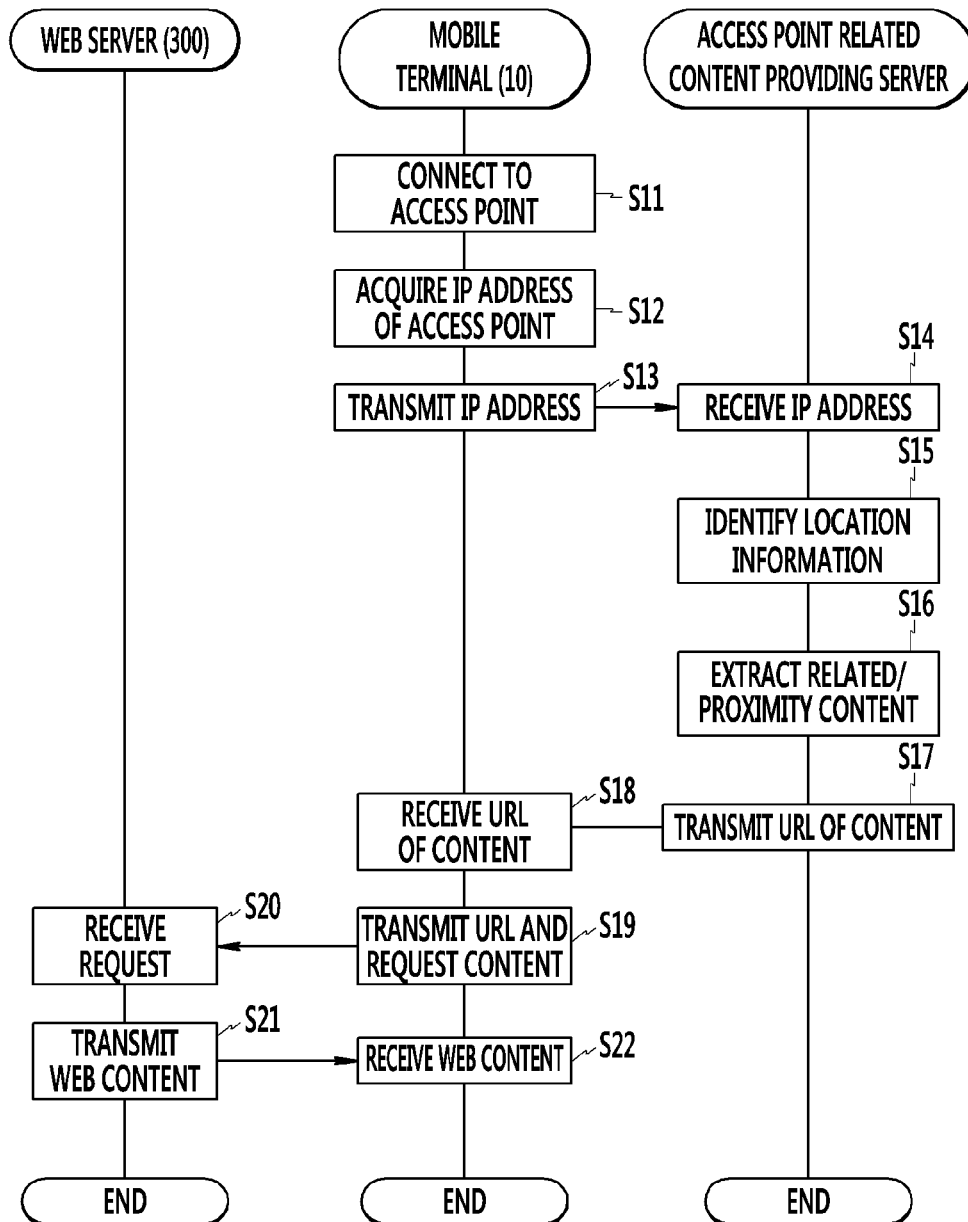 WEB SERVER (300)
MOBILE
TERMINAL (10)
ACCESS POINT RELATED
CONTENT PROVIDING SERVER
CONNECT TO
ACCESS POINT
S11
ACQUIRE IP ADDRESS
OF ACCESS POINT
S12
TRANSMIT IP ADDRESS
S13
S14
RECEIVE IP ADDRESS
S15
IDENTIFY LOCATION
INFORMATION
S16
EXTRACT RELATED/
PROXIMITY CONTENT
S17
TRANSMIT URL OF CONTENT
S18
RECEIVE URL
OF CONTENT
TRANSMIT URL AND
REQUEST CONTENT
S19
S20
RECEIVE
REQUEST
S21
TRANSMIT
WEB CONTENT
RECEIVE WEB CONTENT
S22
END
END
END